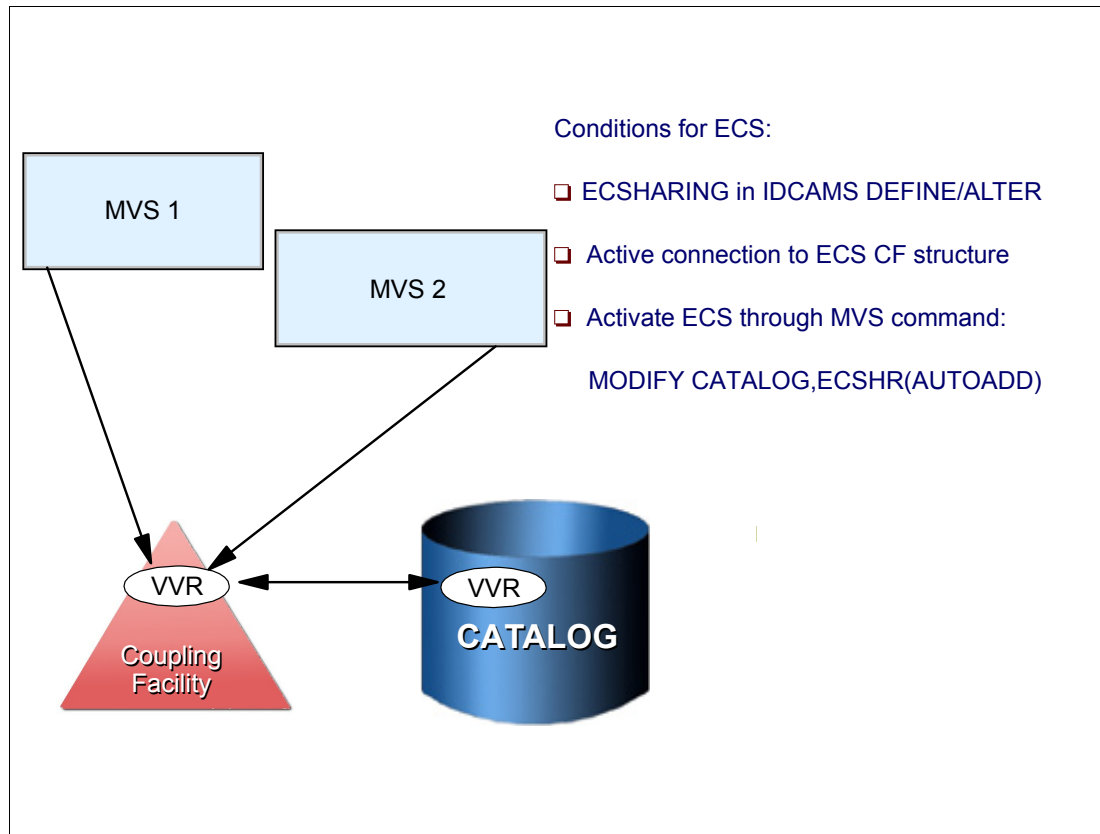 Conditions for ECS:
❏ ECSHARING in IDCAMS DEFINE/ALTER
❏ Active connection to ECS CF structure
❏ Activate ECS through MVS command:
MODIFY CATALOG,ECSHR(AUTOADD)
MVS 1
MVS 2
VVR
Coupling
Facility
VVR
CATALOG